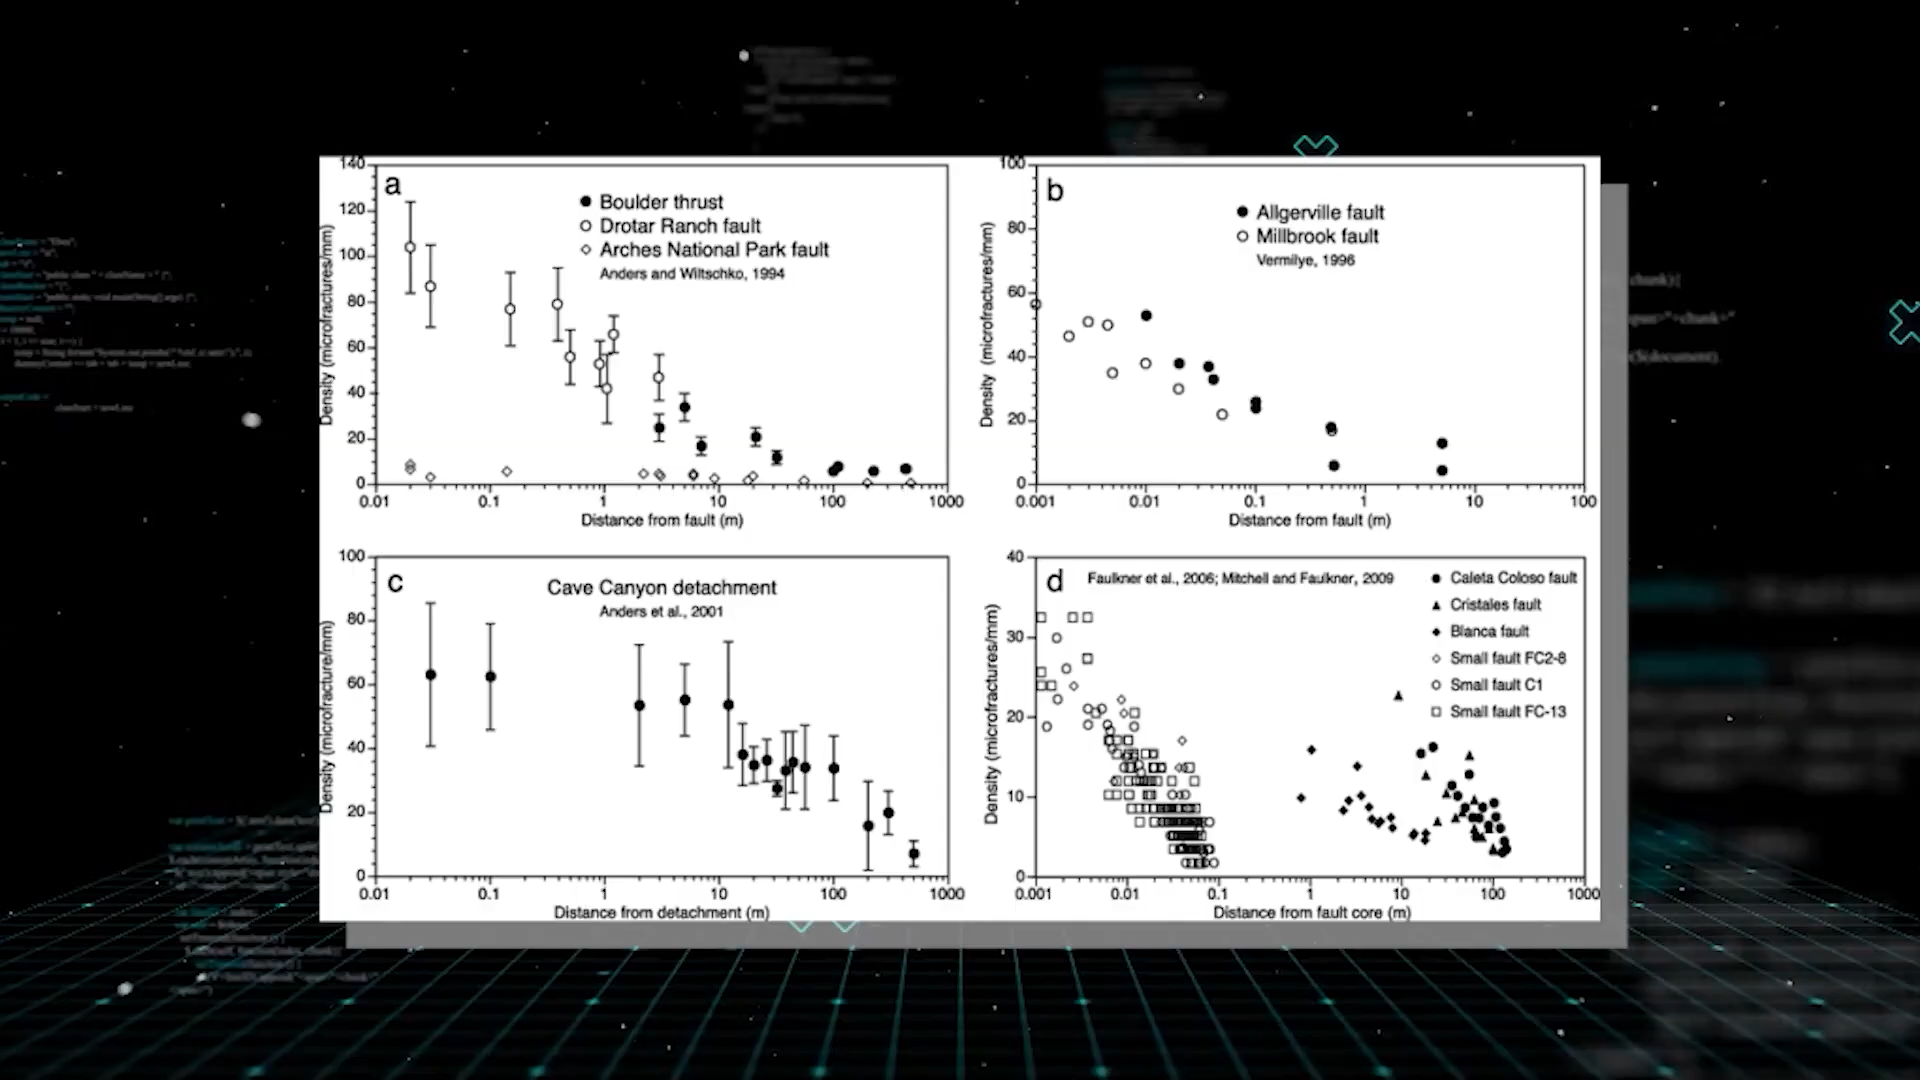 a
140
120
100
80
60
40
20
0
Density (microfractures/mm)
Boulder thrust
Drotar Ranch fault
Arches National Park fault
Anders and Wiltschko, 1994
0.01 0.1 1 10 100 1000
Distance from fault (m)
b
100
80
60
40
20
0
Density (microfractures/mm)
Allgerville fault
Millbrook fault
Vermilye, 1996
0.001 0.01 0.1 1 10 100
Distance from fault (m)
c
100
80
60
40
20
0
Density (microfracture/mm)
Cave Canyon detachment
Anders et al., 2001
0.01 0.1 1 10 100 1000
Distance from detachment (m)
d
40
30
20
10
0
Density (microfractures/mm)
Faulkner et al., 2006; Mitchell and Faulkner, 2009
Caleta Coloso fault
Cristales fault
Blanca fault
Small fault FC2-8
Small fault C1
Small fault FC-13
0.001 0.01 0.1 1 10 100 1000
Distance from fault core (m)